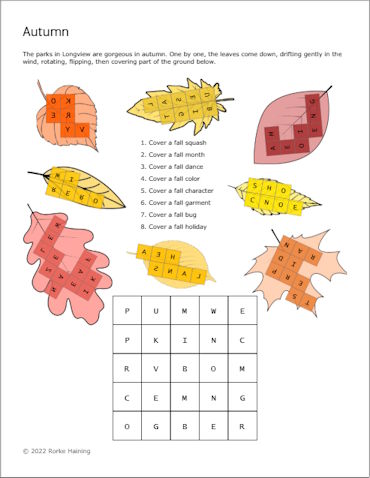 Autumn
The parks in Longview are gorgeous in autumn. One by one, the leaves come down, drifting gently in the
wind, rotating, flipping, then covering part of the ground below.
1. Cover a fall squash
2. Cover a fall month
3. Cover a fall dance
4. Cover a fall color
5. Cover a fall character
6. Cover a fall garment
7. Cover a fall bug
8. Cover a fall holiday
S H O
C N O E
P U M W E
P K I N C
R V B O M
C E M N G
O G B E R
© 2022 Rorke Haining